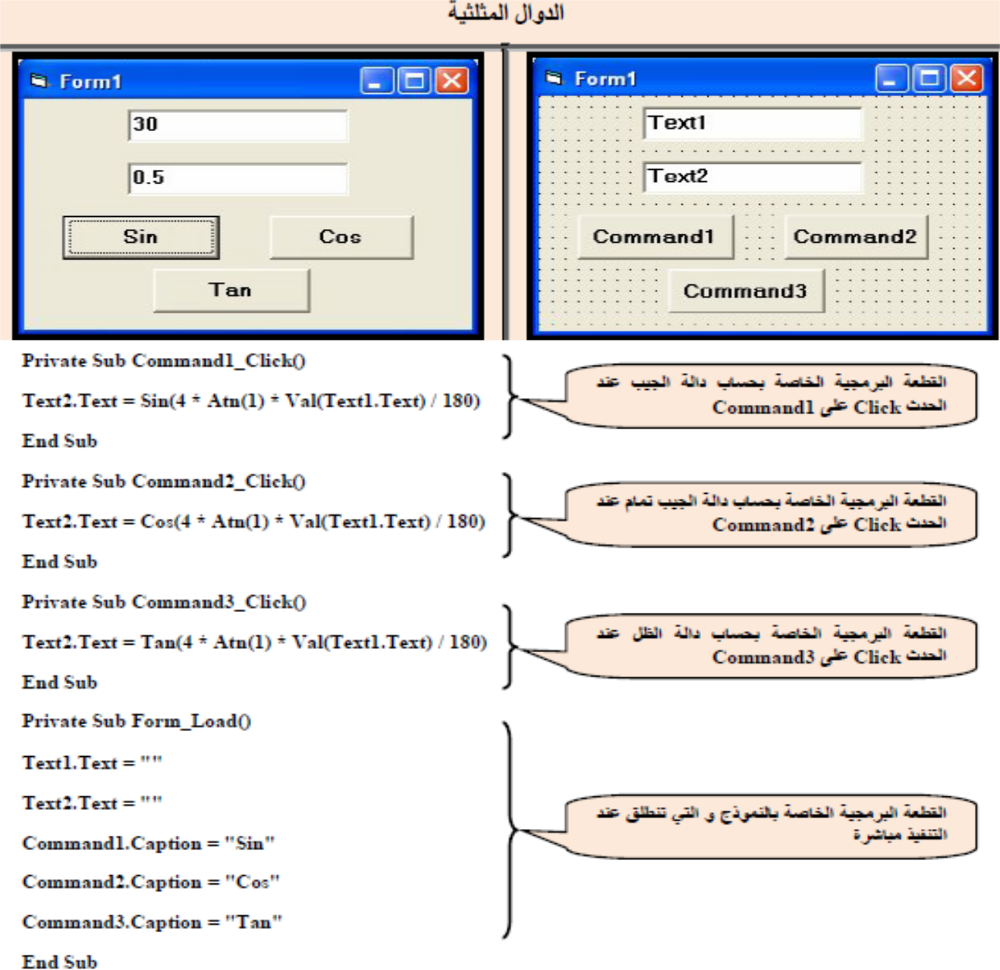 الدوال المثلثية
Form1
30
0.5
Sin
Cos
Tan
Form1
Text1
Text2
Command1
Command2
Command3
Private Sub Command1_Click()
Text2.Text = Sin(4 * Atn(1) * Val(Text1.Text) / 180)
End Sub
القطعة البرمجية الخاصة بحساب دالة الجيب عند
الحدث Click على Command1
Private Sub Command2_Click()
Text2.Text = Cos(4 * Atn(1) * Val(Text1.Text) / 180)
End Sub
القطعة البرمجية الخاصة بحساب دالة الجيب تمام عند
الحدث Click على Command2
Private Sub Command3_Click()
Text2.Text = Tan(4 * Atn(1) * Val(Text1.Text) / 180)
End Sub
القطعة البرمجية الخاصة بحساب دالة الظل عند
الحدث Click على Command3
Private Sub Form_Load()
Text1.Text = ""
Text2.Text = ""
Command1.Caption = "Sin"
Command2.Caption = "Cos"
Command3.Caption = "Tan"
End Sub
القطعة البرمجية الخاصة بالنموذج و التي تنطلق عند
التنفيذ مباشرة